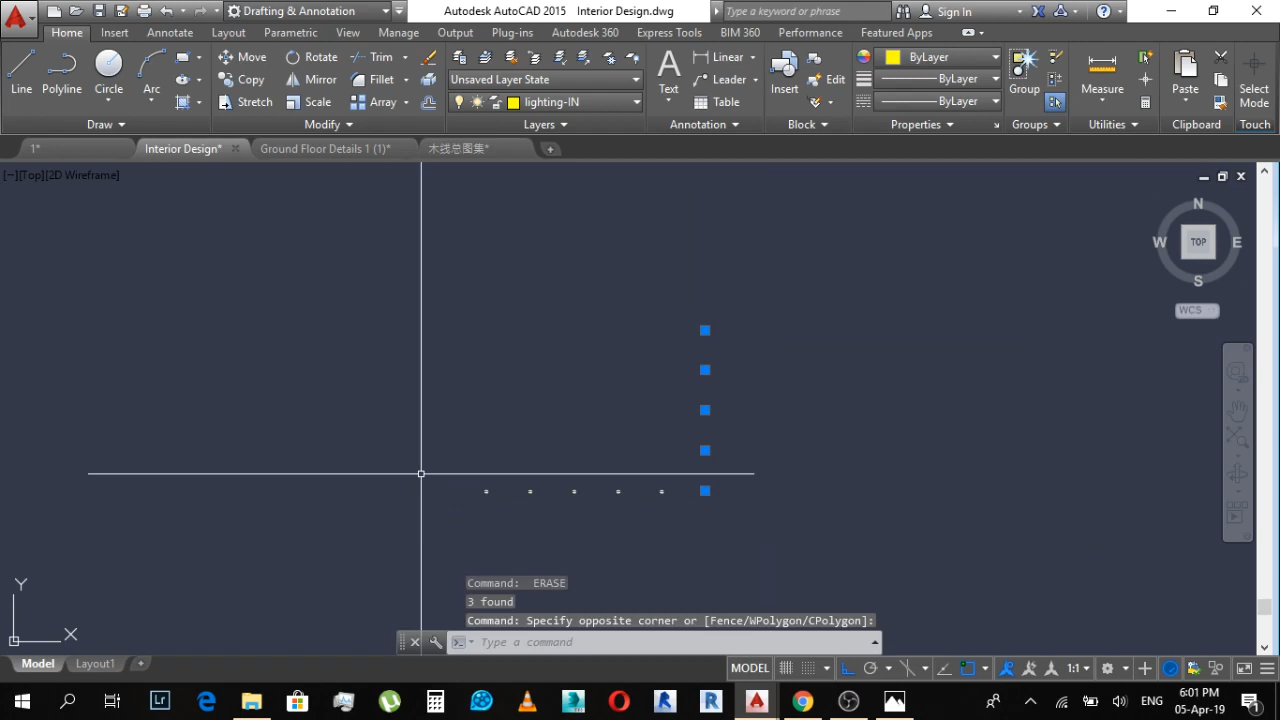 Drafting & Annotation
Autodesk AutoCAD 2015 Interior Design.dwg
Type a keyword or phrase
Sign In
Home Insert Annotate Layout Parametric View Manage Output Plug-ins Autodesk 360 Express Tools BIM 360 Performance Featured Apps
Line
Polyline
Circle
Arc
Draw
Move
Rotate
Trim
Copy
Mirror
Fillet
Stretch
Scale
Array
Modify
Unsaved Layer State
lighting-IN
Layers
Text
Linear
Leader
Table
Annotation
Insert
Edit
Block
ByLayer
ByLayer
ByLayer
Properties
Group
Groups
Measure
Utilities
Paste
Clipboard
Select
Mode
Touch
1*
Interior Design*
Ground Floor Details 1 (1)*
木线总图集*
[−][Top][2D Wireframe]
N
W
TOP
E
S
WCS
Y
X
Command: ERASE
3 found
Command: Specify opposite corner or [Fence/WPolygon/CPolygon]:
Type a command
Model
Layout1
MODEL
1:1
Lr
ENG
6:01 PM
05-Apr-19